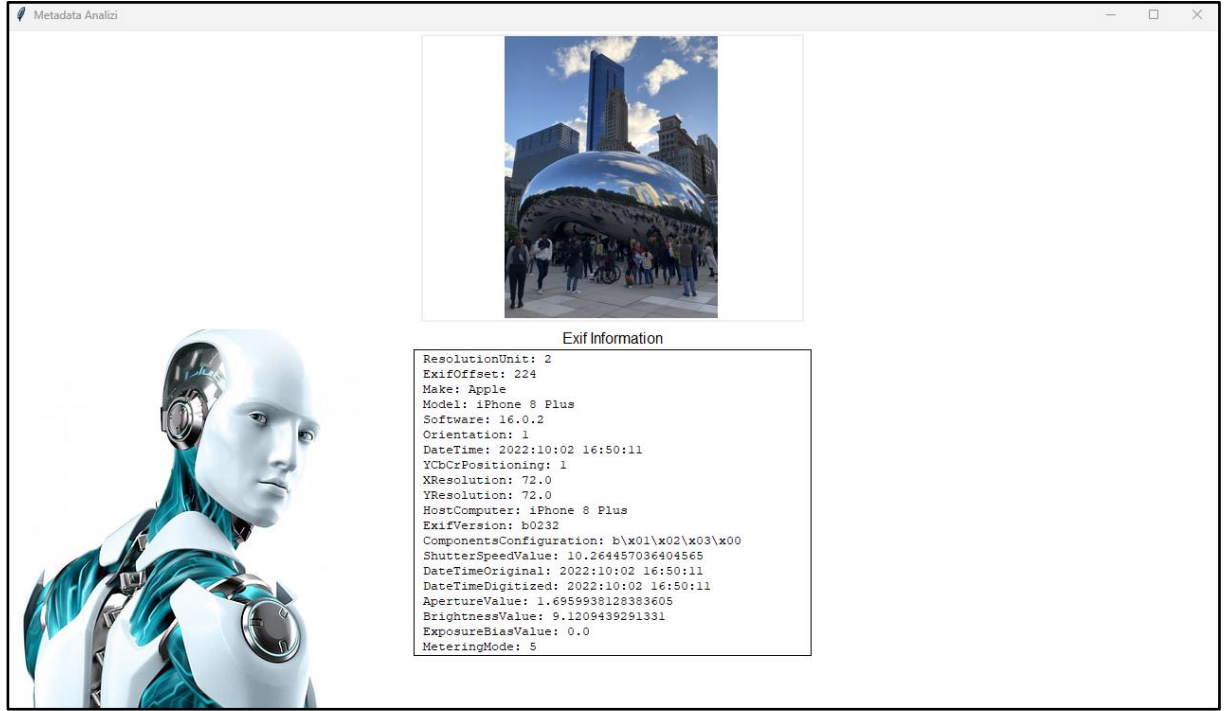 Metadata Analizi
Exif Information
ResolutionUnit: 2
ExifOffset: 224
Make: Apple
Model: iPhone 8 Plus
Software: 16.0.2
Orientation: 1
DateTime: 2022:10:02 16:50:11
YCbCrPositioning: 1
XResolution: 72.0
YResolution: 72.0
HostComputer: iPhone 8 Plus
ExifVersion: b0232
ComponentsConfiguration: b\x01\x02\x03\x00
ShutterSpeedValue: 10.264457036404565
DateTimeOriginal: 2022:10:02 16:50:11
DateTimeDigitized: 2022:10:02 16:50:11
ApertureValue: 1.6959938128383605
BrightnessValue: 9.1209439291331
ExposureBiasValue: 0.0
MeteringMode: 5